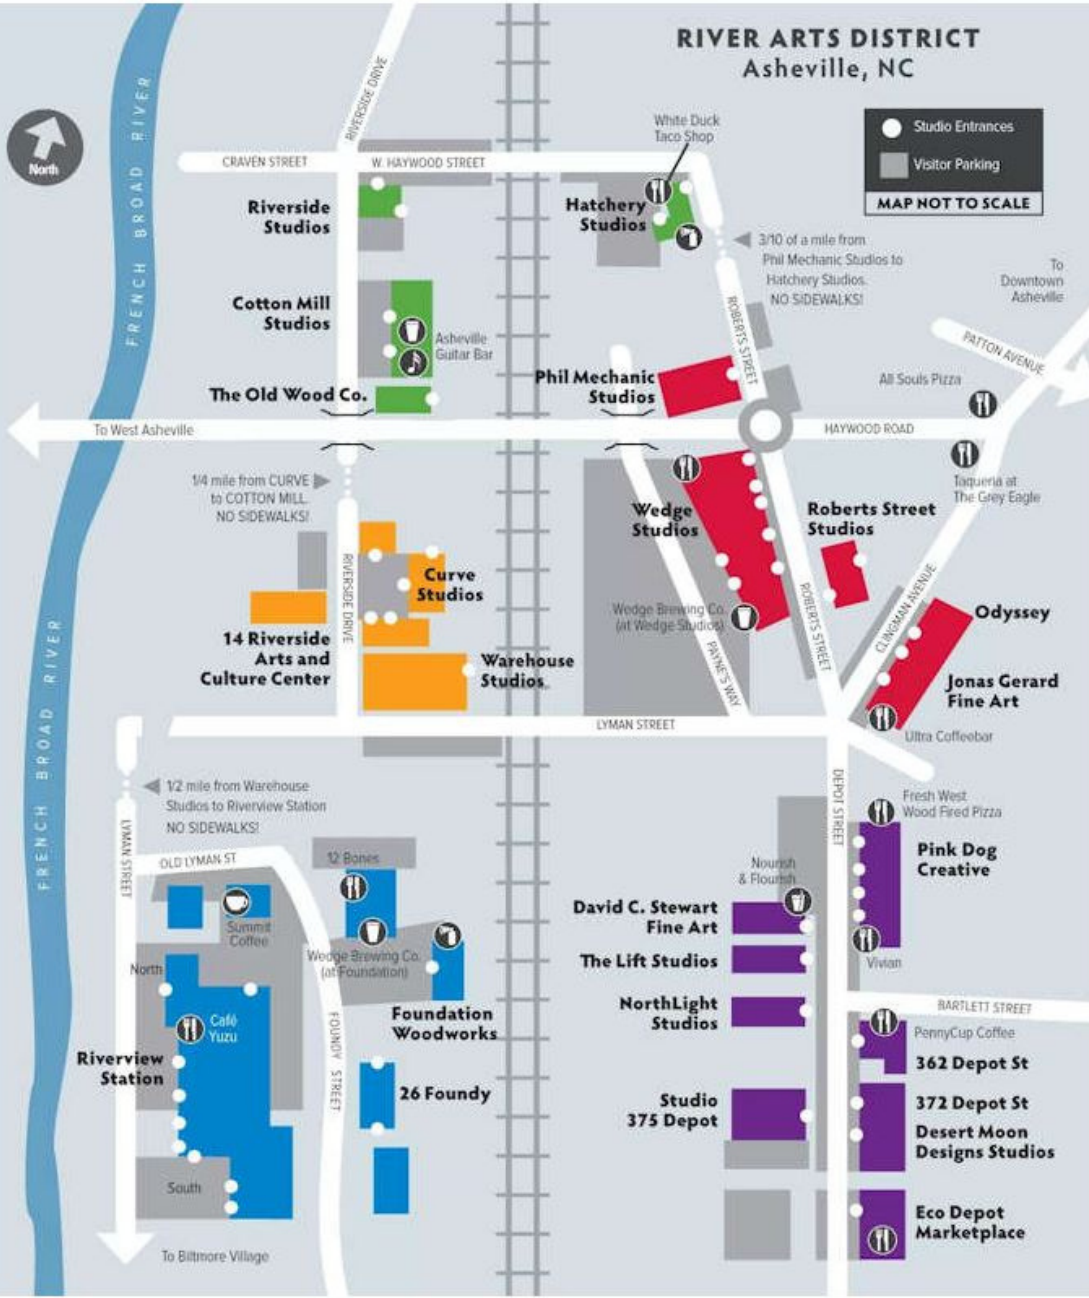 RIVER ARTS DISTRICT
Asheville, NC
Studio Entrances
Visitor Parking
MAP NOT TO SCALE
North
FRENCH BROAD RIVER
RIVERSIDE DRIVE
CRAVEN STREET
W. HAYWOOD STREET
White Duck
Taco Shop
Riverside
Studios
Hatchery
Studios
3/10 of a mile from
Phil Mechanic Studios to
Hatchery Studios.
NO SIDEWALKS!
To
Downtown
Asheville
Cotton Mill
Studios
Asheville
Guitar Bar
ROBERTS STREET
PATTON AVENUE
The Old Wood Co.
Phil Mechanic
Studios
All Souls Pizza
To West Asheville
HAYWOOD ROAD
1/4 mile from CURVE
to COTTON MILL.
NO SIDEWALKS!
Taqueria at
The Grey Eagle
Wedge
Studios
Roberts Street
Studios
RIVERSIDE DRIVE
Curve
Studios
Wedge Brewing Co.
(at Wedge Studios)
ROBERTS STREET
CLINGMAN AVENUE
Odyssey
14 Riverside
Arts and
Culture Center
Warehouse
Studios
PAYNE'S WAY
Jonas Gerard
Fine Art
FRENCH BROAD RIVER
LYMAN STREET
Ultra Coffeebar
1/2 mile from Warehouse
Studios to Riverview Station
NO SIDEWALKS!
DEPOT STREET
Fresh West
Wood Fired Pizza
LYMAN STREET
OLD LYMAN ST
12 Bones
Nourish
& Flourish
Pink Dog
Creative
Summit
Coffee
David C. Stewart
Fine Art
North
Wedge Brewing Co.
(at Foundation)
The Lift Studios
Vivian
Café
Yuzu
Foundation
Woodworks
NorthLight
Studios
BARTLETT STREET
PennyCup Coffee
Riverview
Station
FOUNDY STREET
362 Depot St
26 Foundy
Studio
375 Depot
372 Depot St
Desert Moon
Designs Studios
South
Eco Depot
Marketplace
To Biltmore Village